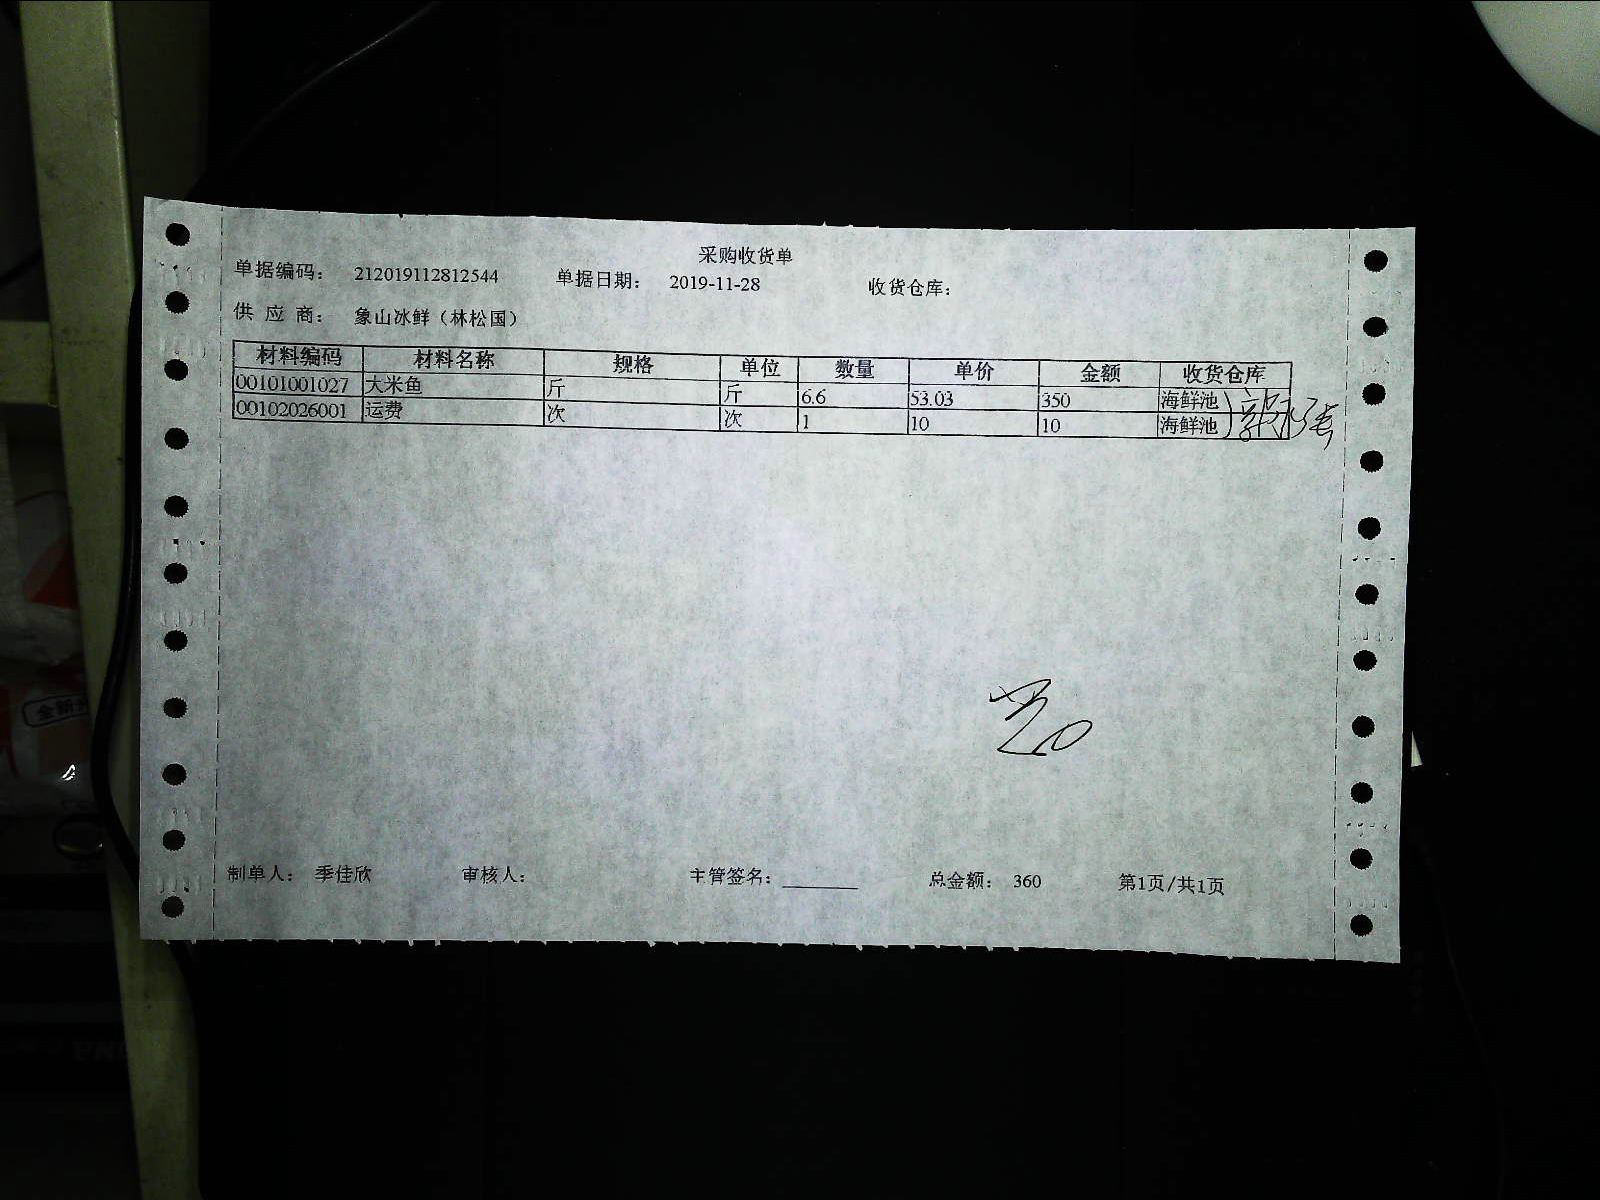 采购收货单
单据编码： 212019112812544 单据日期： 2019-11-28 收货仓库：
供 应 商： 象山冰鲜（林松国）
材料编码 材料名称 规格 单位 数量 单价 金额 收货仓库
00101001027 大米鱼 斤 斤 6.6 53.03 350 海鲜池
00102026001 运费 次 次 1 10 10 海鲜池
制单人： 季佳欣 审核人： 主管签名： 总金额： 360 第1页/共1页